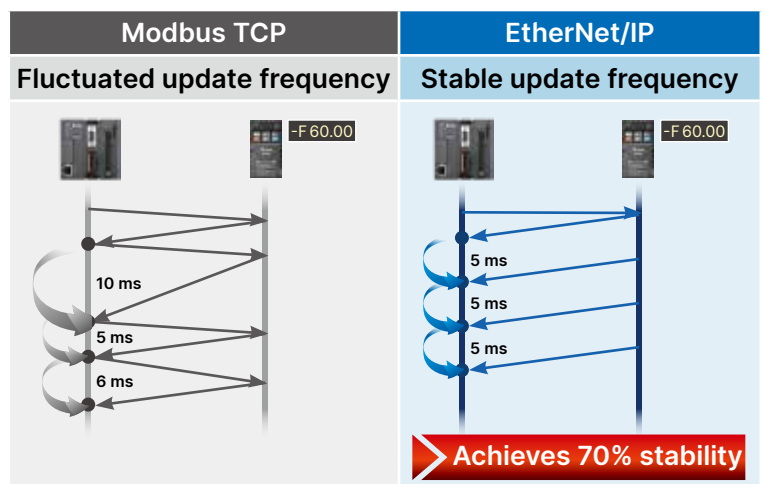 Modbus TCP
Fluctuated update frequency
-F 60.00
10 ms
5 ms
6 ms
EtherNet/IP
Stable update frequency
-F 60.00
5 ms
5 ms
5 ms
Achieves 70% stability